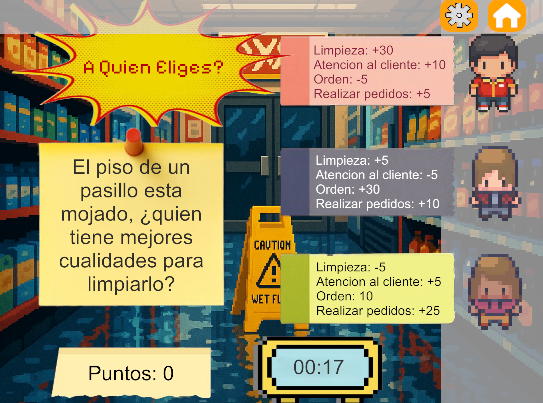 A Quien Eliges?
El piso de un
pasillo esta
mojado, ¿quien
tiene mejores
cualidades para
limpiarlo?
Limpieza: +30
Atencion al cliente: +10
Orden: -5
Realizar pedidos: +5
Limpieza: +5
Atencion al cliente: -5
Orden: +30
Realizar pedidos: +10
Limpieza: -5
Atencion al cliente: +5
Orden: 10
Realizar pedidos: +25
CAUTION
WET
Puntos: 0
00:17